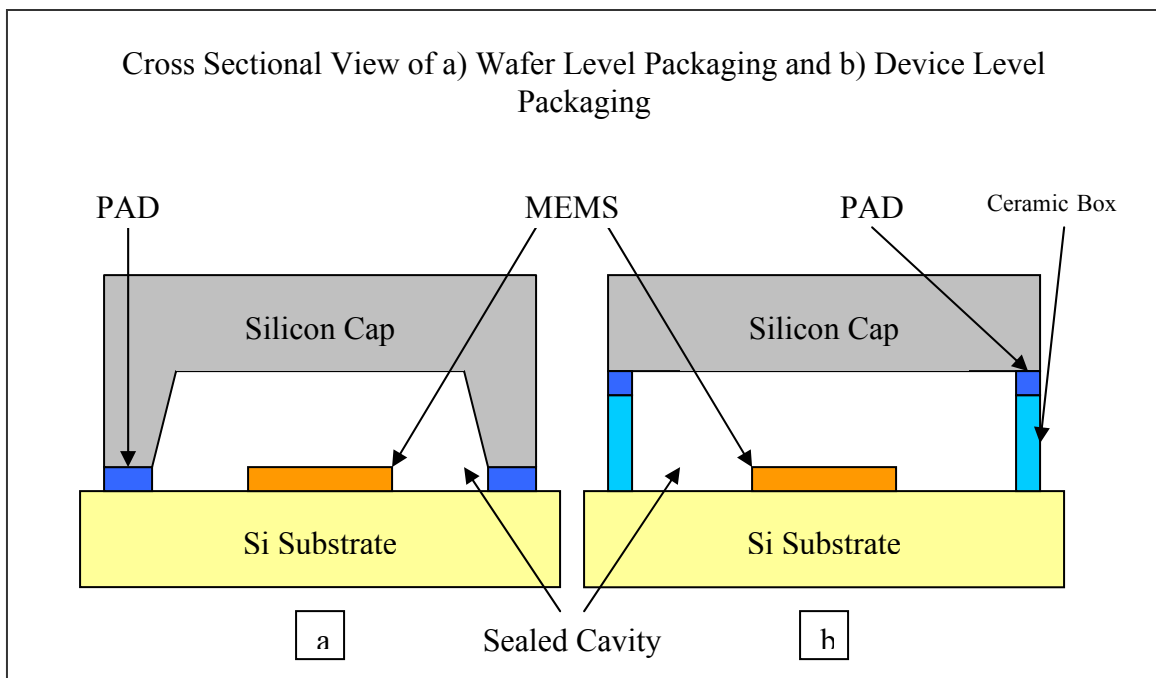 Cross Sectional View of a) Wafer Level Packaging and b) Device Level
Packaging
PAD
MEMS
PAD
Ceramic Box
Silicon Cap
Silicon Cap
Si Substrate
Si Substrate
a
Sealed Cavity
b